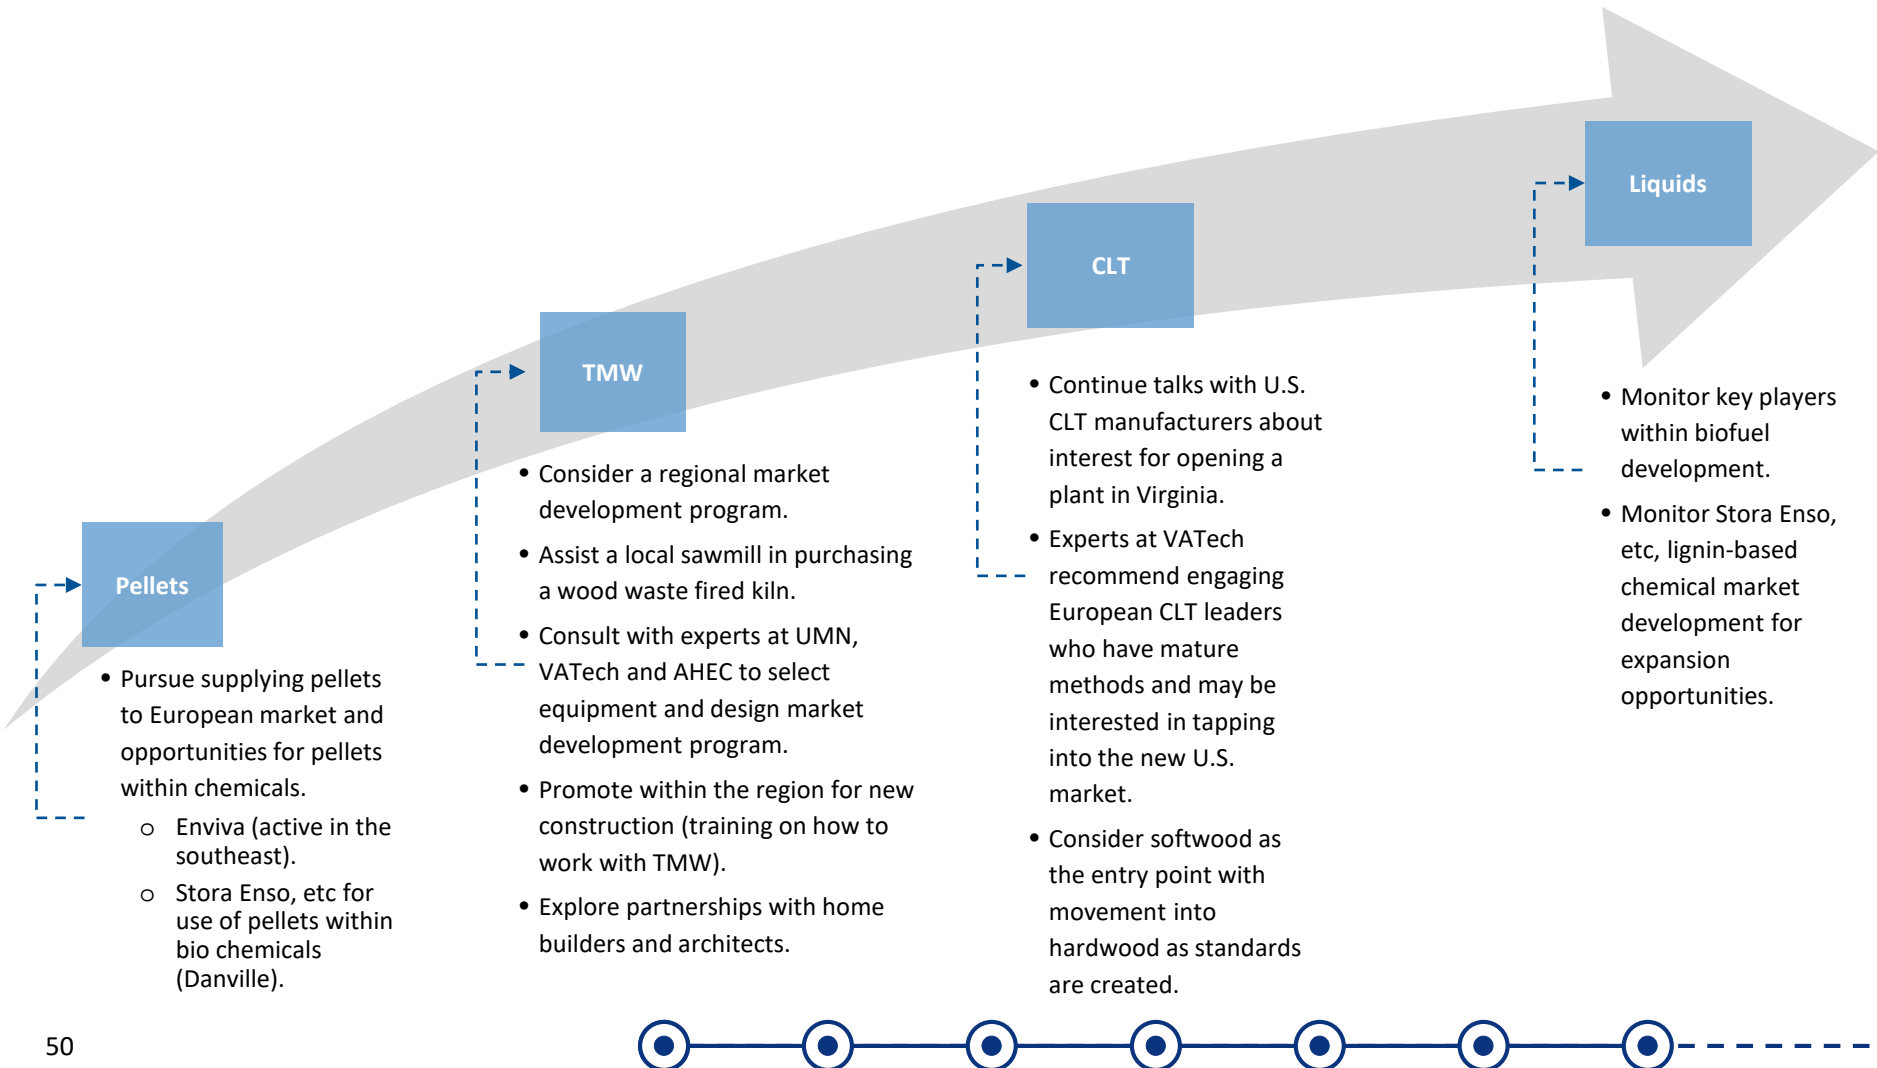 Pellets
• Pursue supplying pellets
to European market and
opportunities for pellets
within chemicals.
o Enviva (active in the
southeast).
o Stora Enso, etc for
use of pellets within
bio chemicals
(Danville).
TMW
• Consider a regional market
development program.
• Assist a local sawmill in purchasing
a wood waste fired kiln.
• Consult with experts at UMN,
VATech and AHEC to select
equipment and design market
development program.
• Promote within the region for new
construction (training on how to
work with TMW).
• Explore partnerships with home
builders and architects.
CLT
• Continue talks with U.S.
CLT manufacturers about
interest for opening a
plant in Virginia.
• Experts at VATech
recommend engaging
European CLT leaders
who have mature
methods and may be
interested in tapping
into the new U.S.
market.
• Consider softwood as
the entry point with
movement into
hardwood as standards
are created.
Liquids
• Monitor key players
within biofuel
development.
• Monitor Stora Enso,
etc, lignin-based
chemical market
development for
expansion
opportunities.
50